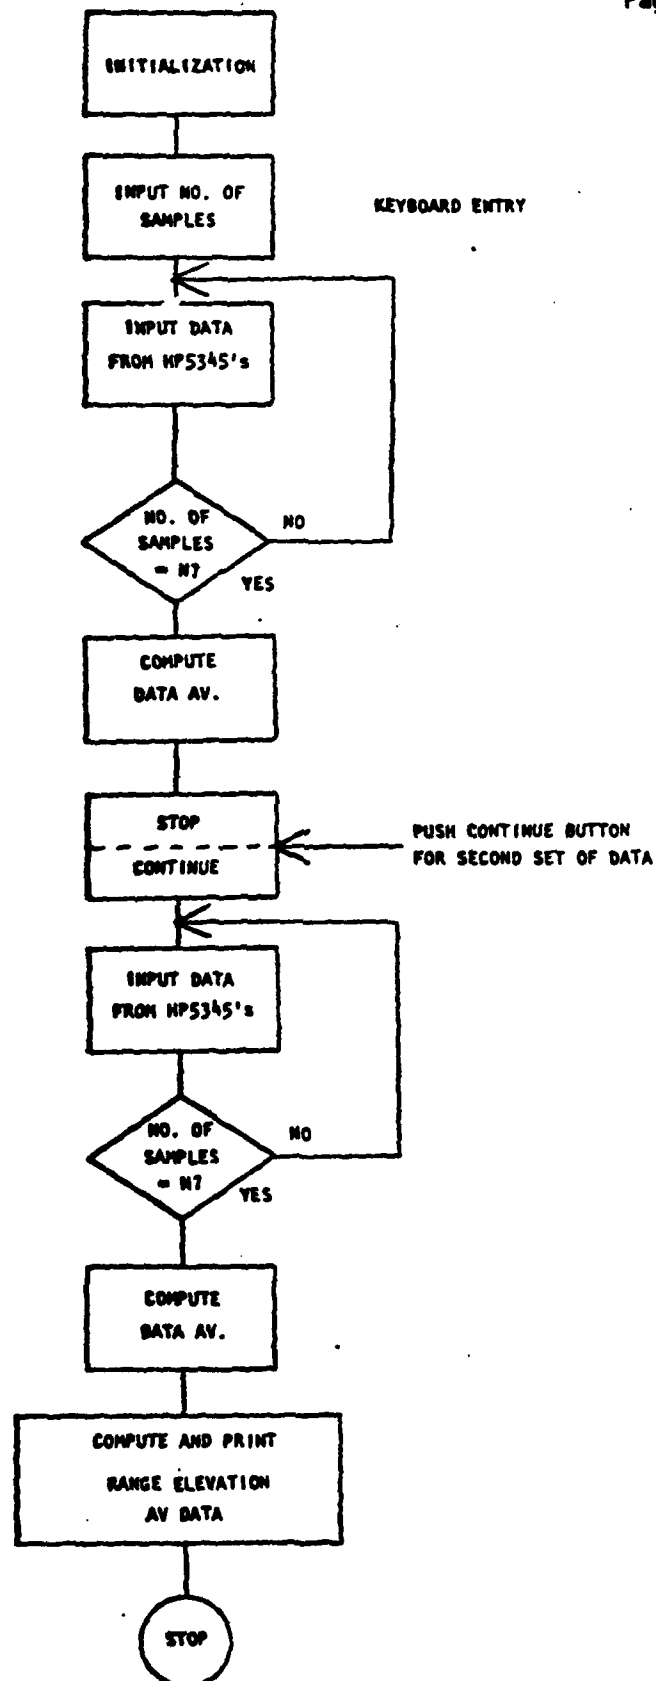 Pag
INITIALIZATION
INPUT NO. OF
SAMPLES
KEYBOARD ENTRY
INPUT DATA
FROM HP5345's
NO. OF
SAMPLES
= N?
NO
YES
COMPUTE
DATA AV.
STOP
CONTINUE
PUSH CONTINUE BUTTON
FOR SECOND SET OF DATA
INPUT DATA
FROM HP5345's
NO. OF
SAMPLES
= N?
NO
YES
COMPUTE
DATA AV.
COMPUTE AND PRINT
RANGE ELEVATION
AV DATA
STOP